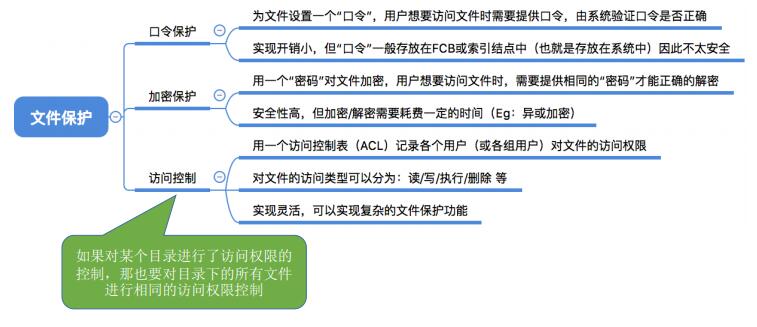 文件保护
口令保护
为文件设置一个“口令”，用户想要访问文件时需要提供口令，由系统验证口令是否正确
实现开销小，但“口令”一般存放在FCB或索引结点中（也就是存放在系统中）因此不太安全
加密保护
用一个“密码”对文件加密，用户想要访问文件时，需要提供相同的“密码”才能正确的解密
安全性高，但加密/解密需要耗费一定的时间（Eg：异或加密）
访问控制
用一个访问控制表（ACL）记录各个用户（或各组用户）对文件的访问权限
对文件的访问类型可以分为：读/写/执行/删除 等
实现灵活，可以实现复杂的文件保护功能
如果对某个目录进行了访问权限的
控制，那也要对目录下的所有文件
进行相同的访问权限控制